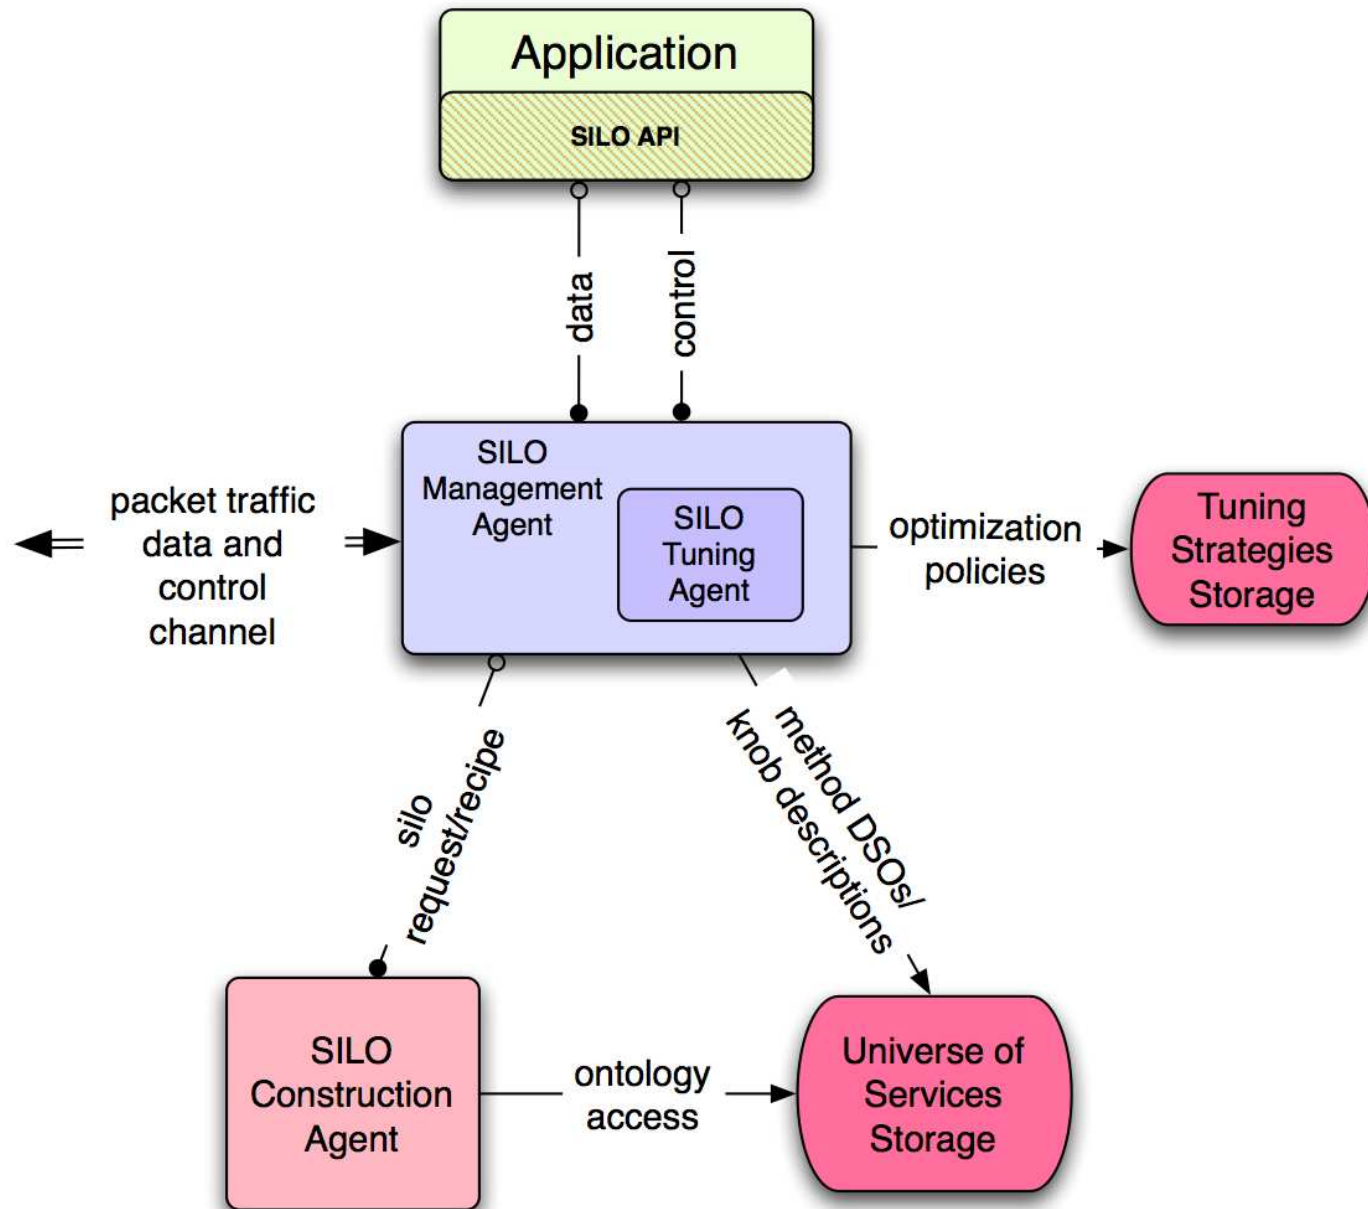 Application
SILO API
data
control
SILO
Management
Agent
SILO
Tuning
Agent
packet traffic
data and
control
channel
optimization
policies
Tuning
Strategies
Storage
silo
request/recipe
method DSOs/
knob descriptions
SILO
Construction
Agent
ontology
access
Universe of
Services
Storage